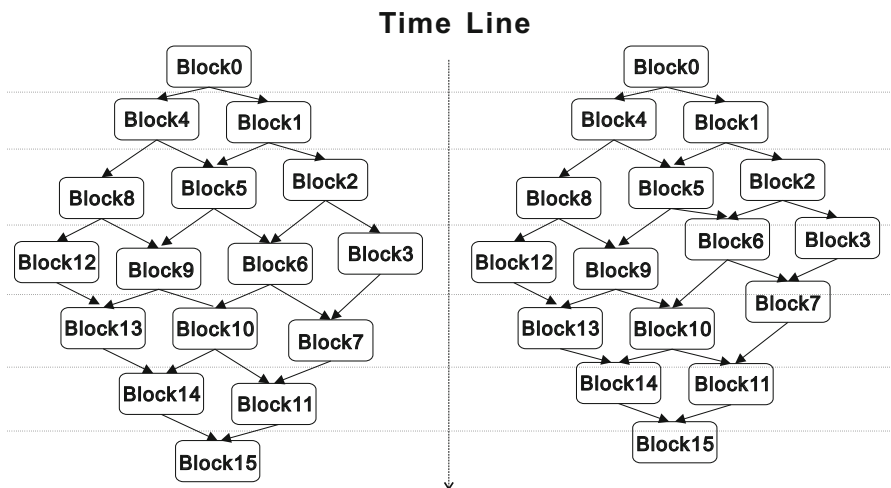 Time Line
Block0
Block4
Block1
Block8
Block5
Block2
Block12
Block9
Block6
Block3
Block13
Block10
Block7
Block14
Block11
Block15
Block0
Block4
Block1
Block8
Block5
Block2
Block12
Block9
Block6
Block3
Block13
Block10
Block7
Block14
Block11
Block15